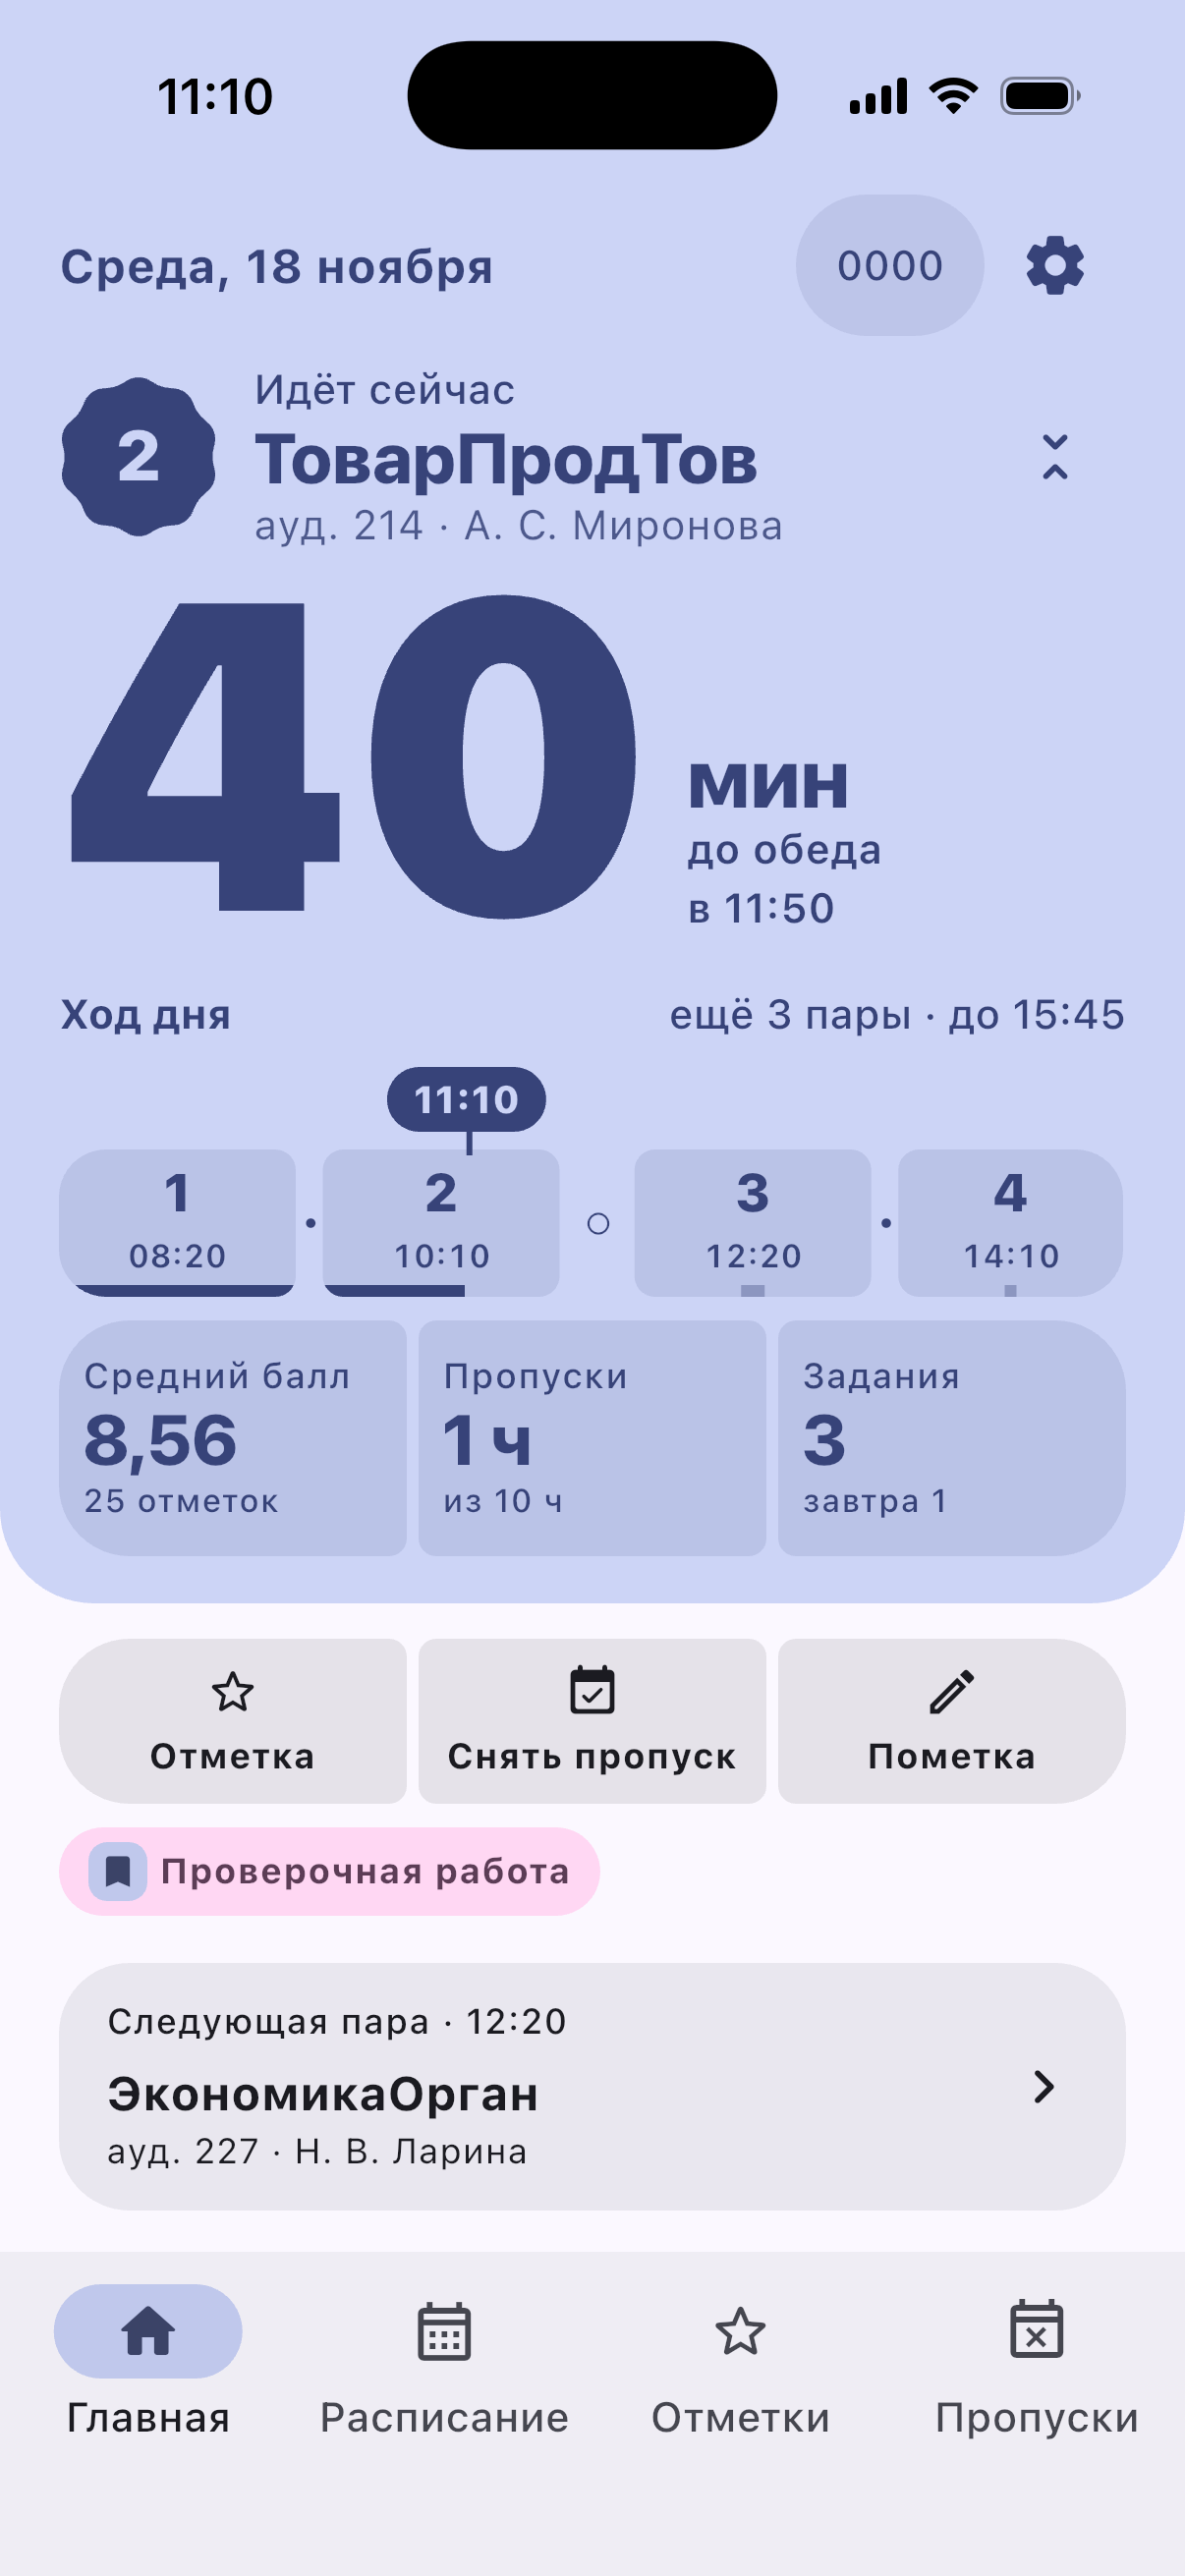 11:10
Среда, 18 ноября
0000
2
Идёт сейчас
ТоварПродТов
ауд. 214 · А. С. Миронова
40
мин
до обеда
в 11:50
Ход дня
ещё 3 пары · до 15:45
11:10
1
08:20
2
10:10
3
12:20
4
14:10
Средний балл
8,56
25 отметок
Пропуски
1 ч
из 10 ч
Задания
3
завтра 1
Отметка
Снять пропуск
Пометка
Проверочная работа
Следующая пара · 12:20
ЭкономикаОрган
ауд. 227 · Н. В. Ларина
Главная
Расписание
Отметки
Пропуски